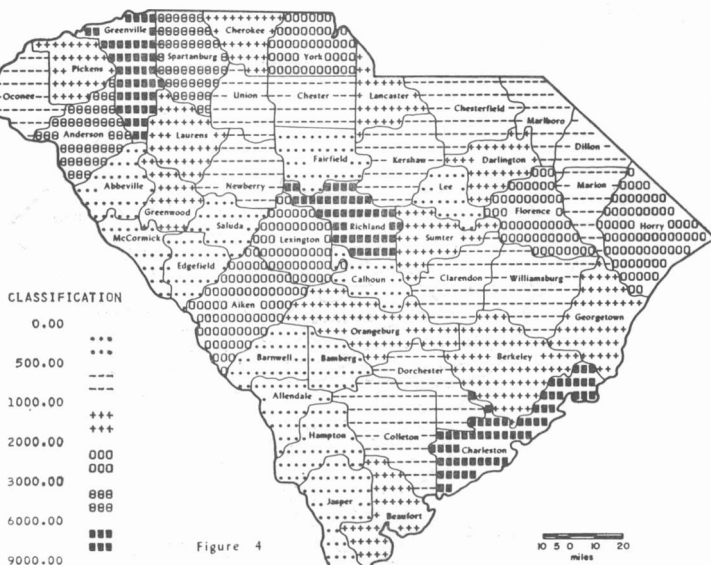 Greenville
Cherokee
Spartanburg
York
Pickens
Oconee
Union
Chester
Lancaster
Chesterfield
Marlboro
Anderson
Laurens
Dillon
Fairfield
Kershaw
Darlington
Abbeville
Newberry
Lee
Marion
Greenwood
Saluda
Florence
Horry
McCormick
Lexington
Richland
Sumter
Edgefield
Calhoun
Clarendon
Williamsburg
Aiken
Georgetown
Orangeburg
Barnwell
Bamberg
Berkeley
Dorchester
Allendale
Hampton
Colleton
Charleston
Jasper
Beaufort
CLASSIFICATION
0.00
500.00
1000.00
2000.00
3000.00
6000.00
9000.00
Figure 4
10 5 0 10 20
miles